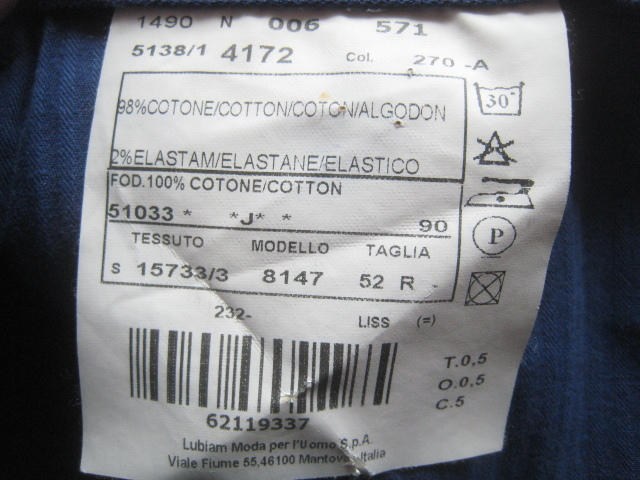 1490 N 006 571
5138/1 4172 Col. 270 -A
98%COTONE/COTTON/COTON/ALGODON
30°
2%ELASTAM/ELASTANE/ELASTICO
FOD.100% COTONE/COTTON
51033 * *J* * 90
P
TESSUTO MODELLO TAGLIA
S 15733/3 8147 52 R -
232- LISS (=)
T.0,5
O.0,5
C.5
62119337
Lubiam Moda per l'Uomo S.p.A.
Viale Fiume 55,46100 Mantova-Italia